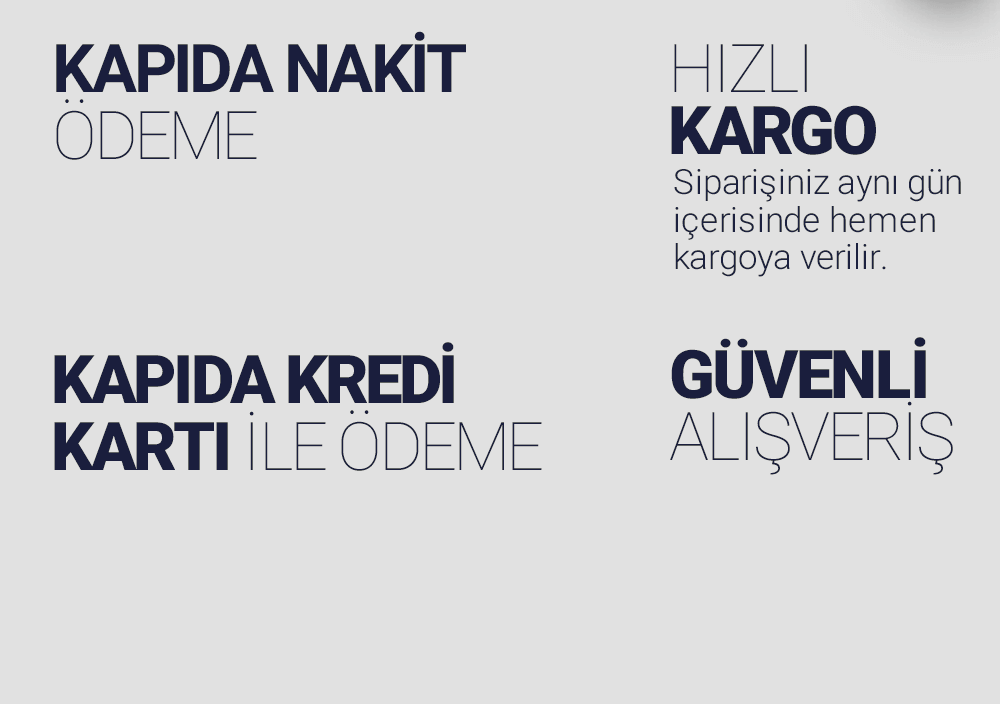 KAPIDA NAKİT
ÖDEME
HIZLI
KARGO
Siparişiniz aynı gün
içerisinde hemen
kargoya verilir.
KAPIDA KREDİ
KARTI İLE ÖDEME
GÜVENLİ
ALIŞVERİŞ